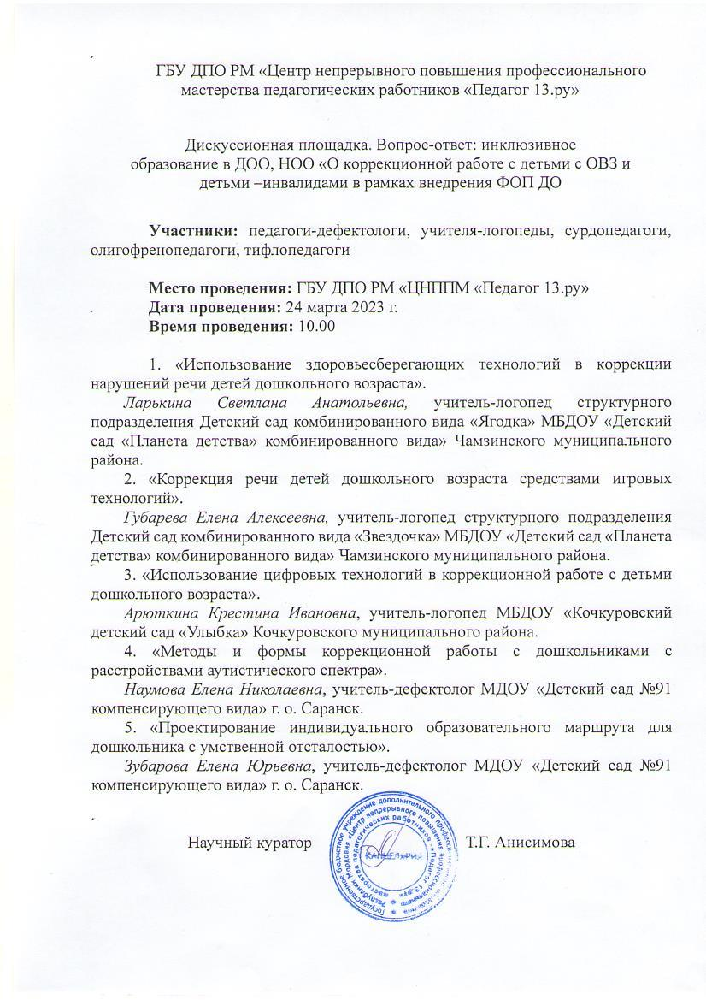 ГБУ ДПО РМ «Центр непрерывного повышения профессионального
мастерства педагогических работников «Педагог 13.ру»
Дискуссионная площадка. Вопрос-ответ: инклюзивное
образование в ДОО, НОО «О коррекционной работе с детьми с ОВЗ и
детьми –инвалидами в рамках внедрения ФОП ДО
Участники: педагоги-дефектологи, учителя-логопеды, сурдопедагоги,
олигофренопедагоги, тифлопедагоги
Место проведения: ГБУ ДПО РМ «ЦНППМ «Педагог 13.ру»
Дата проведения: 24 марта 2023 г.
Время проведения: 10.00
1. «Использование здоровьесберегающих технологий в коррекции
нарушений речи детей дошкольного возраста».
Ларькина Светлана Анатольевна, учитель-логопед структурного
подразделения Детский сад комбинированного вида «Ягодка» МБДОУ «Детский
сад «Планета детства» комбинированного вида» Чамзинского муниципального
района.
2. «Коррекция речи детей дошкольного возраста средствами игровых
технологий».
Губарева Елена Алексеевна, учитель-логопед структурного подразделения
Детский сад комбинированного вида «Звездочка» МБДОУ «Детский сад «Планета
детства» комбинированного вида» Чамзинского муниципального района.
3. «Использование цифровых технологий в коррекционной работе с детьми
дошкольного возраста».
Арюткина Крестина Ивановна, учитель-логопед МБДОУ «Кочкуровский
детский сад «Улыбка» Кочкуровского муниципального района.
4. «Методы и формы коррекционной работы с дошкольниками с
расстройствами аутистического спектра».
Наумова Елена Николаевна, учитель-дефектолог МДОУ «Детский сад №91
компенсирующего вида» г. о. Саранск.
5. «Проектирование индивидуального образовательного маршрута для
дошкольника с умственной отсталостью».
Зубарова Елена Юрьевна, учитель-дефектолог МДОУ «Детский сад №91
компенсирующего вида» г. о. Саранск.
Научный куратор Т.Г. Анисимова
Государственное бюджетное учреждение дополнительного
Республики Мордовия «Центр непрерывного повышения профессионального
мастерства педагогических работников - «Педагог 13.ру»
КАНЦЕЛЯРИЯ